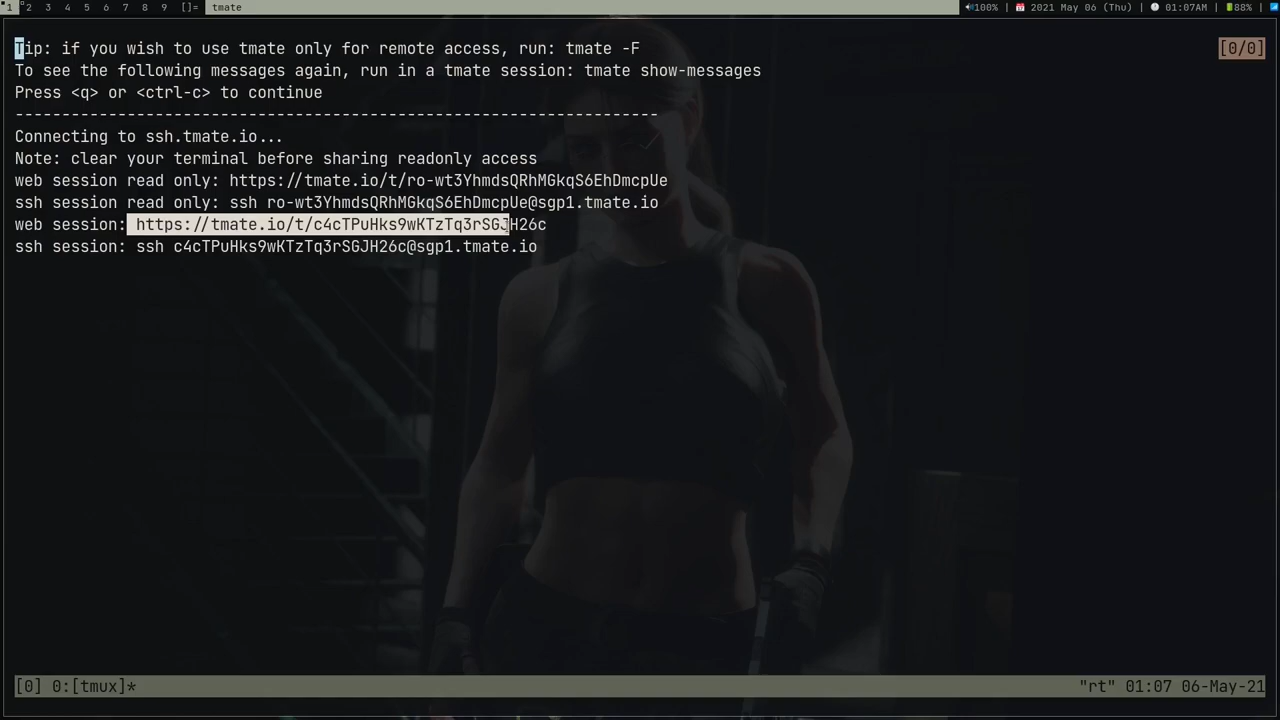 1 2 3 4 5 6 7 8 9 []= tmate 100% | 2021 May 06 (Thu) | 01:07AM | 88% |
Tip: if you wish to use tmate only for remote access, run: tmate -F [0/0]
To see the following messages again, run in a tmate session: tmate show-messages
Press <q> or <ctrl-c> to continue
---------------------------------------------------------------------
Connecting to ssh.tmate.io...
Note: clear your terminal before sharing readonly access
web session read only: https://tmate.io/t/ro-wt3YhmdsQRhMGkqS6EhDmcpUe
ssh session read only: ssh ro-wt3YhmdsQRhMGkqS6EhDmcpUe@sgp1.tmate.io
web session: https://tmate.io/t/c4cTPuHks9wKTzTq3rSGJH26c
ssh session: ssh c4cTPuHks9wKTzTq3rSGJH26c@sgp1.tmate.io
[0] 0:[tmux]* "rt" 01:07 06-May-21